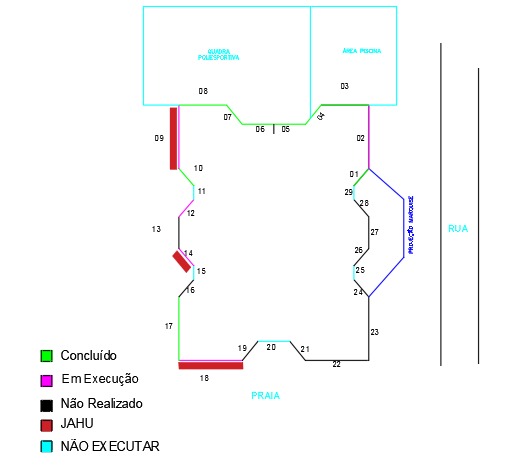 QUADRA
POLIESPORTIVA
ÁREA PISCINA
08
03
07
04
06
05
09
02
10
01
11
29
12
28
13
27
PROJEÇÃO MARQUISE
RUA
14
26
15
25
16
24
17
23
19
20
21
22
18
PRAIA
Concluído
Em Execução
Não Realizado
JAHU
NÃO EXECUTAR